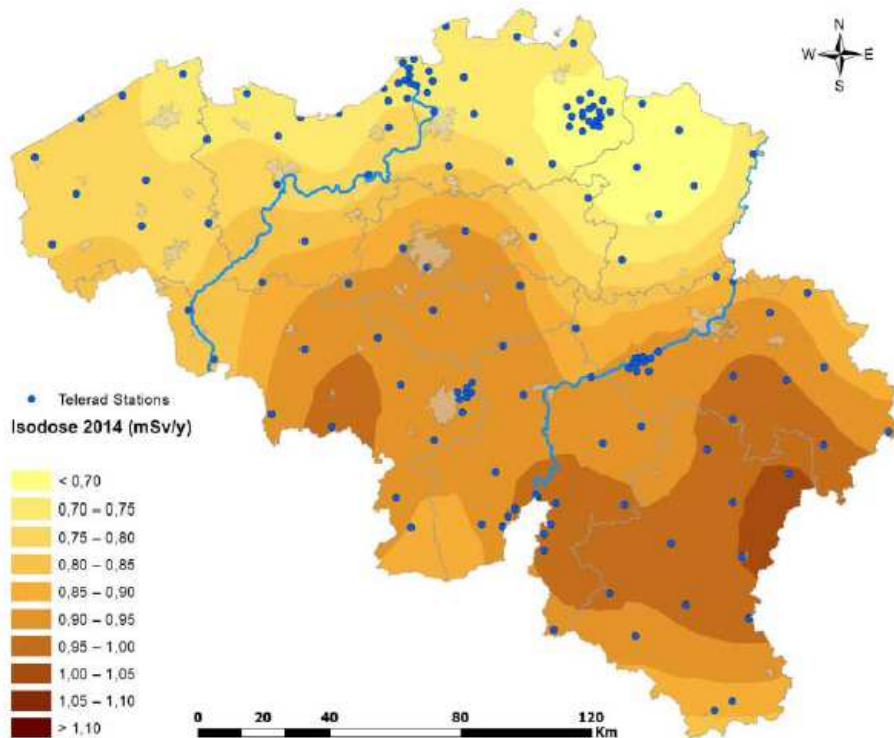 N
W E
S
Telerad Stations
Isodose 2014 (mSv/y)
< 0,70
0,70 – 0,75
0,75 – 0,80
0,80 – 0,85
0,85 – 0,90
0,90 – 0,95
0,95 – 1,00
1,00 – 1,05
1,05 – 1,10
> 1,10
0 20 40 80 120
Km